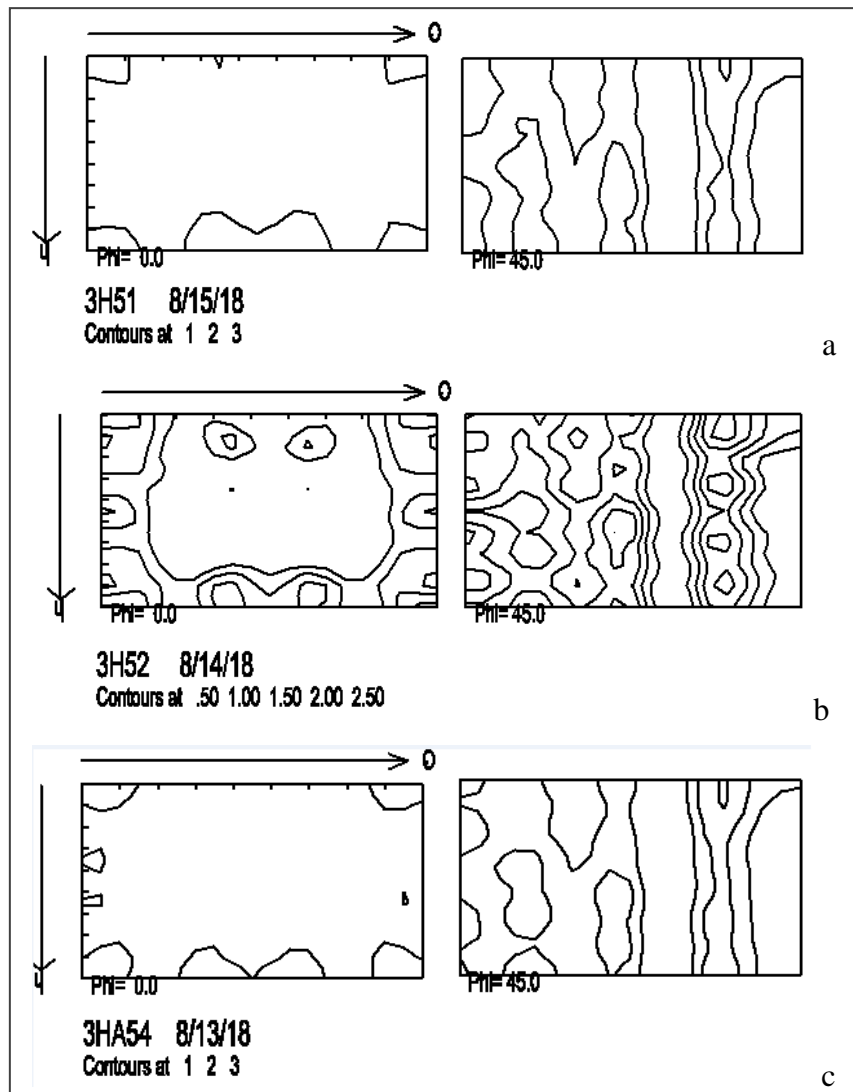 0
Phi= 0.0 Phi= 45.0
3H51 8/15/18
Contours at 1 2 3
a
0
Phi= 0.0 Phi= 45.0
3H52 8/14/18
Contours at .50 1.00 1.50 2.00 2.50
b
0
Phi= 0.0 Phi= 45.0
3HA54 8/13/18
Contours at 1 2 3
c